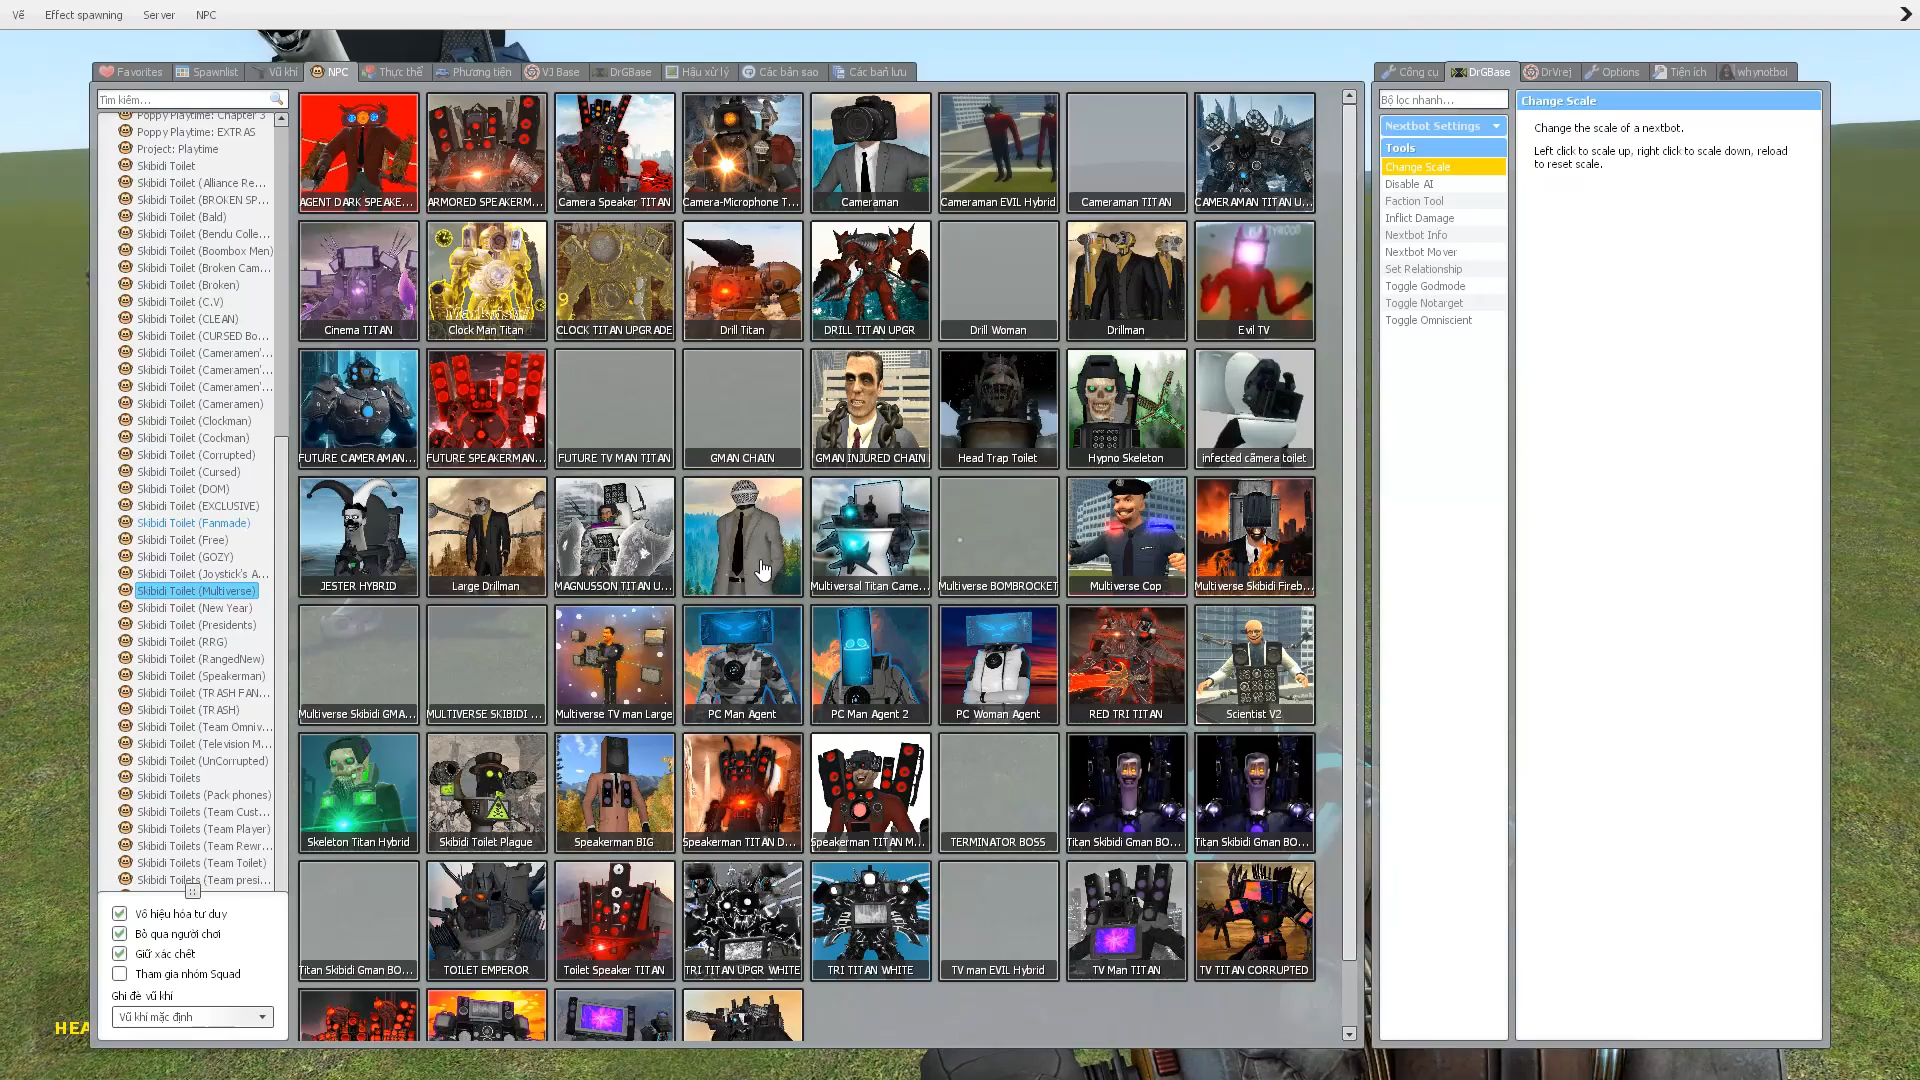 Vẽ Effect spawning Server NPC
Favorites Spawnlist Vũ khí NPC Thực thể Phương tiện VJ Base DrGBase Hậu xử lý Các bản sao Các bản lưu
Công cụ DrGBase DrVrej Options Tiện ích whynotboi
Tìm kiếm...
Poppy Playtime: Chapter 3
Poppy Playtime: EXTRAS
Project: Playtime
Skibidi Toilet
Skibidi Toilet (Alliance Re...
Skibidi Toilet (BROKEN SP...
Skibidi Toilet (Bald)
Skibidi Toilet (Bendu Colle...
Skibidi Toilet (Boombox Men)
Skibidi Toilet (Broken Cam...
Skibidi Toilet (Broken)
Skibidi Toilet (C.V)
Skibidi Toilet (CLEAN)
Skibidi Toilet (CURSED Bo...
Skibidi Toilet (Cameramen'...
Skibidi Toilet (Cameramen'...
Skibidi Toilet (Cameramen'...
Skibidi Toilet (Cameramen)
Skibidi Toilet (Clockman)
Skibidi Toilet (Cockman)
Skibidi Toilet (Corrupted)
Skibidi Toilet (Cursed)
Skibidi Toilet (DOM)
Skibidi Toilet (EXCLUSIVE)
Skibidi Toilet (Fanmade)
Skibidi Toilet (Free)
Skibidi Toilet (GOZY)
Skibidi Toilet (Joystick's A...
Skibidi Toilet (Multiverse)
Skibidi Toilet (New Year)
Skibidi Toilet (Presidents)
Skibidi Toilet (RRG)
Skibidi Toilet (RangedNew)
Skibidi Toilet (Speakerman)
Skibidi Toilet (TRASH FAN...
Skibidi Toilet (TRASH)
Skibidi Toilet (Team Omniv...
Skibidi Toilet (Television M...
Skibidi Toilet (UnCorrupted)
Skibidi Toilets
Skibidi Toilets (Pack phones)
Skibidi Toilets (Team Cust...
Skibidi Toilets (Team Player)
Skibidi Toilets (Team Rewr...
Skibidi Toilets (Team Toilet)
Skibidi Toilets (Team presi...
Vô hiệu hóa tư duy
Bỏ qua người chơi
Giữ xác chết
Tham gia nhóm Squad
Ghi đè vũ khí
Vũ khí mặc định
HEA
AGENT DARK SPEAKE... ARMORED SPEAKERM... Camera Speaker TITAN Camera-Microphone T... Cameraman Cameraman EVIL Hybrid Cameraman TITAN CAMERAMAN TITAN U...
Cinema TITAN Clock Man Titan CLOCK TITAN UPGRADE Drill Titan DRILL TITAN UPGR Drill Woman Drillman Evil TV
FUTURE CAMERAMAN... FUTURE SPEAKERMAN... FUTURE TV MAN TITAN GMAN CHAIN GMAN INJURED CHAIN Head Trap Toilet Hypno Skeleton infected cãmera toilet
JESTER HYBRID Large Drillman MAGNUSSON TITAN U... Multiversal Titan Came... Multiverse BOMBROCKET Multiverse Cop Multiverse Skibidi Fireb...
Multiverse Skibidi GMA... MULTIVERSE SKIBIDI ... Multiverse TV man Large PC Man Agent PC Man Agent 2 PC Woman Agent RED TRI TITAN Scientist V2
Skeleton Titan Hybrid Skibidi Toilet Plague Speakerman BIG Speakerman TITAN D... Speakerman TITAN M... TERMINATOR BOSS Titan Skibidi Gman BO... Titan Skibidi Gman BO...
Titan Skibidi Gman BO... TOILET EMPEROR Toilet Speaker TITAN TRI TITAN UPGR WHITE TRI TITAN WHITE TV man EVIL Hybrid TV Man TITAN TV TITAN CORRUPTED
Bộ lọc nhanh...
Nextbot Settings
Tools
Change Scale
Disable AI
Faction Tool
Inflict Damage
Nextbot Info
Nextbot Mover
Set Relationship
Toggle Godmode
Toggle Notarget
Toggle Omniscient
Change Scale
Change the scale of a nextbot.
Left click to scale up, right click to scale down, reload
to reset scale.